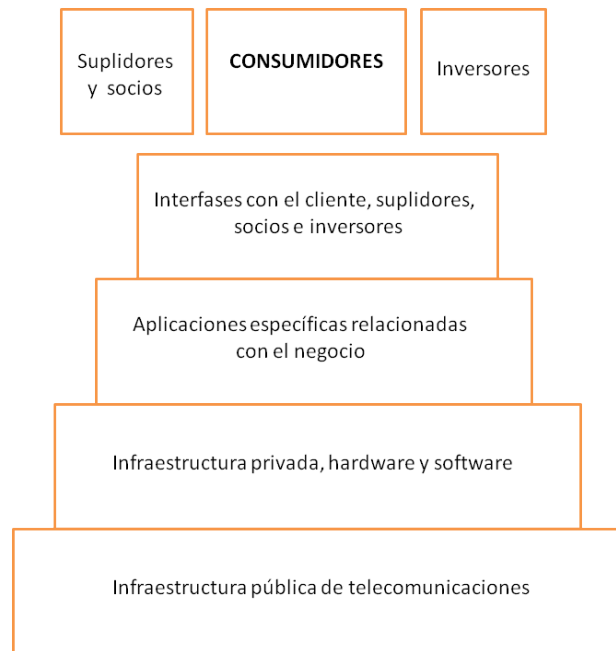 Suplidores
y socios
CONSUMIDORES
Inversores
Interfases con el cliente, suplidores,
socios e inversores
Aplicaciones específicas relacionadas
con el negocio
Infraestructura privada, hardware y software
Infraestructura pública de telecomunicaciones